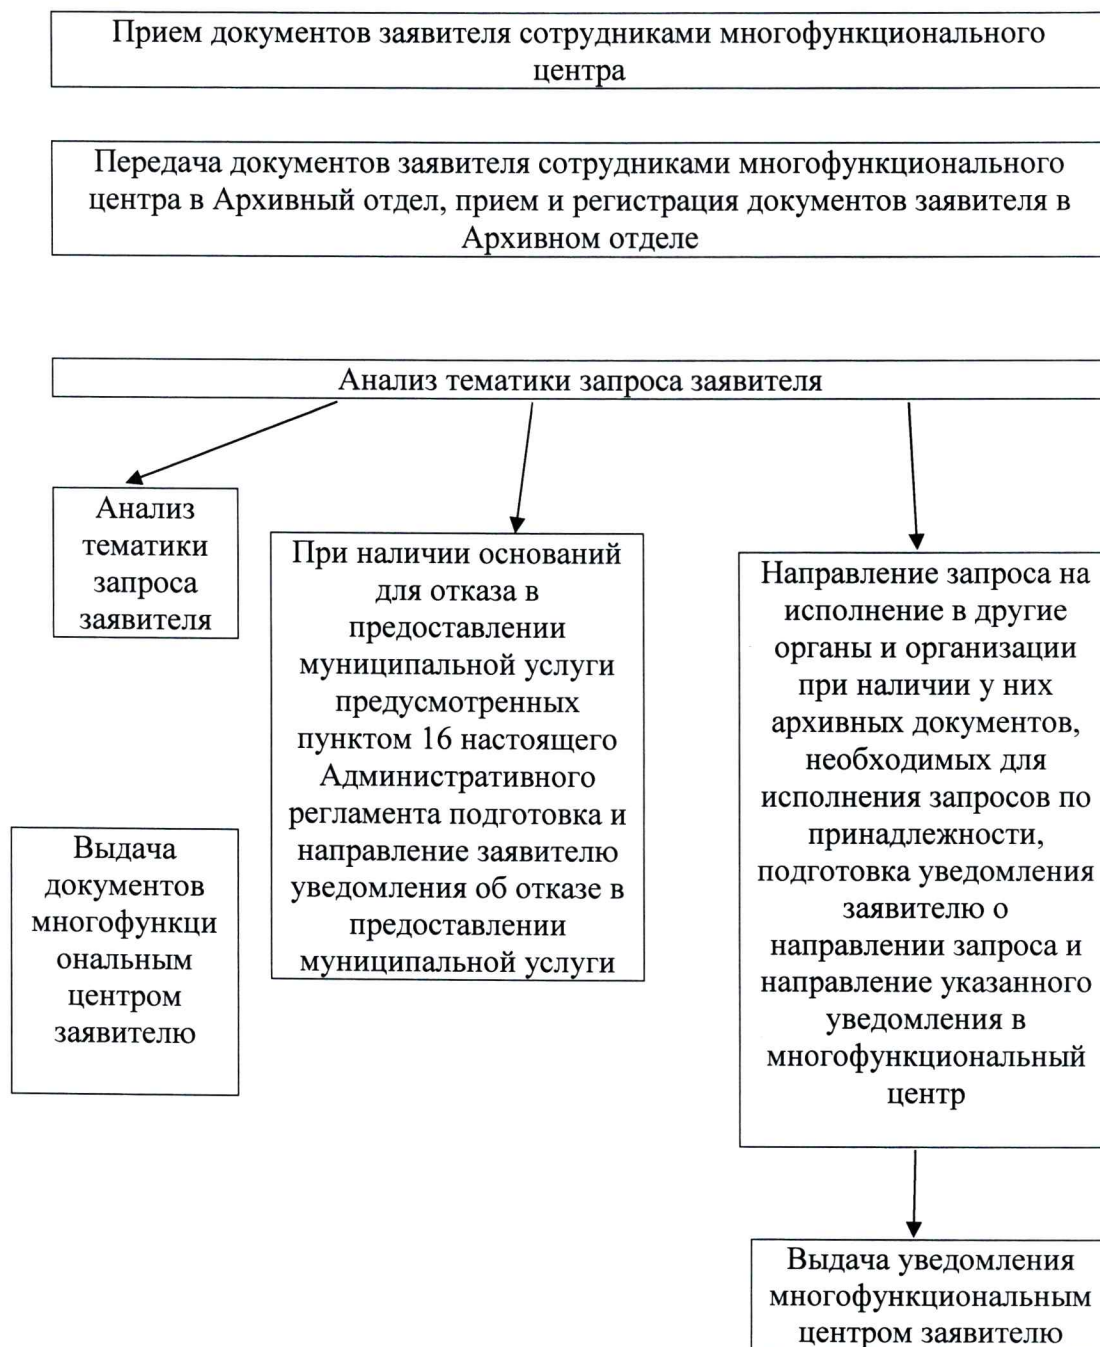 Прием документов заявителя сотрудниками многофункционального
центра
Передача документов заявителя сотрудниками многофункционального
центра в Архивный отдел, прием и регистрация документов заявителя в
Архивном отделе
Анализ тематики запроса заявителя
Анализ
тематики
запроса
заявителя
При наличии оснований
для отказа в
предоставлении
муниципальной услуги
предусмотренных
пунктом 16 настоящего
Административного
регламента подготовка и
направление заявителю
уведомления об отказе в
предоставлении
муниципальной услуги
Направление запроса на
исполнение в другие
органы и организации
при наличии у них
архивных документов,
необходимых для
исполнения запросов по
принадлежности,
подготовка уведомления
заявителю о
направлении запроса и
направление указанного
уведомления в
многофункциональный
центр
Выдача
документов
многофункци
ональным
центром
заявителю
Выдача уведомления
многофункциональным
центром заявителю